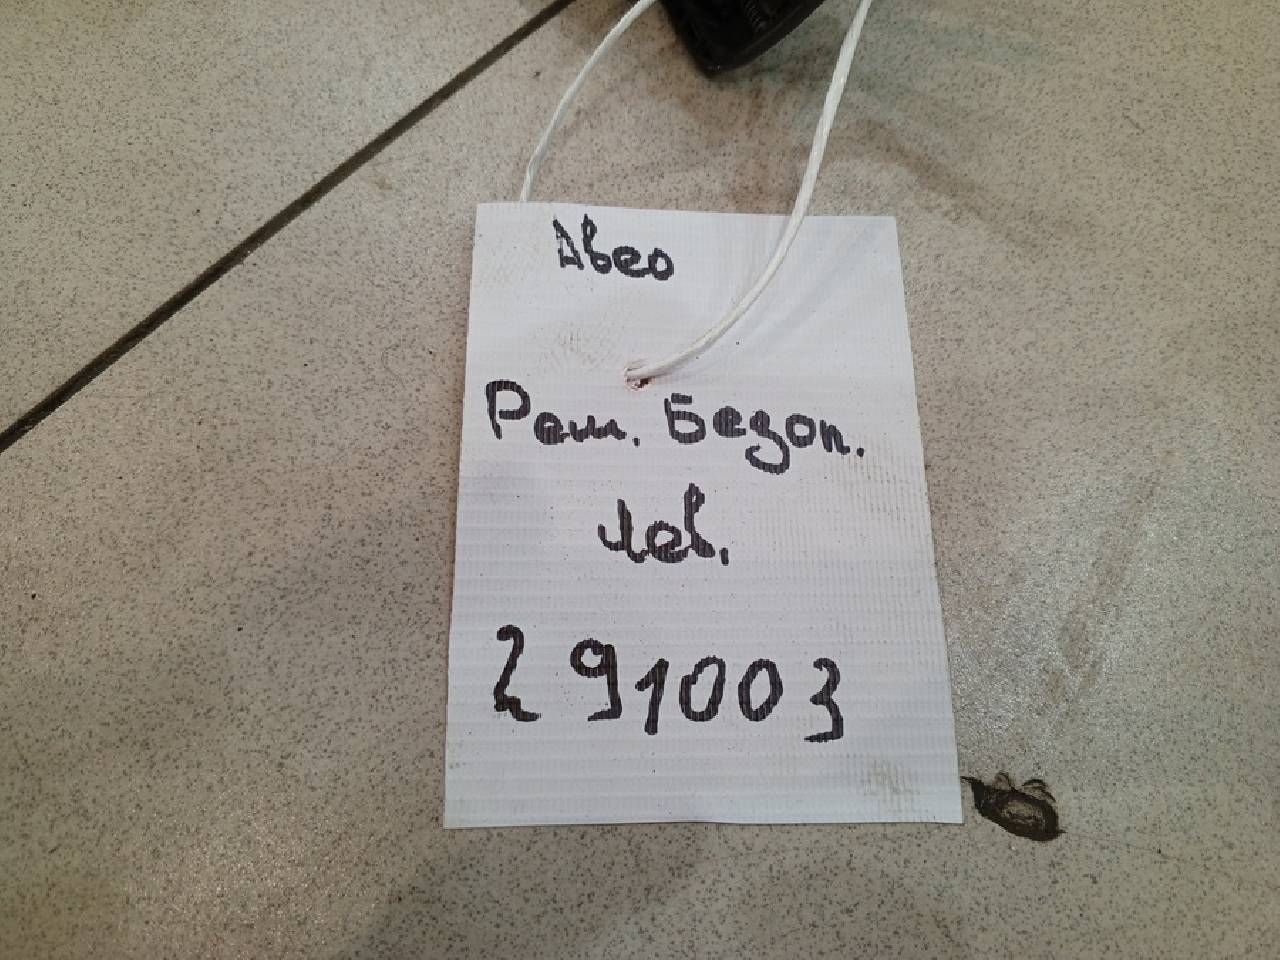 Авео
Рем. Безоп.
Лев.
291003